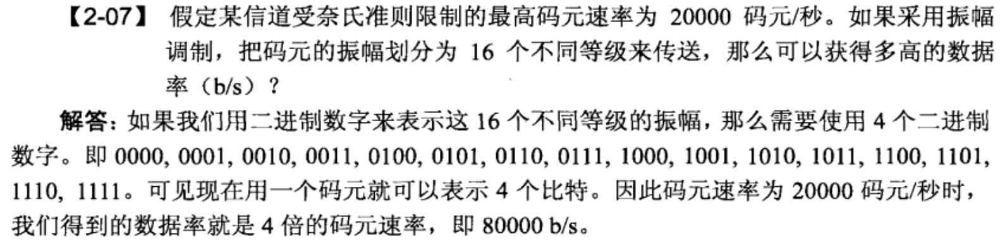 【2-07】 假定某信道受奈氏准则限制的最高码元速率为 20000 码元/秒。如果采用振幅
调制，把码元的振幅划分为 16 个不同等级来传送，那么可以获得多高的数据
率（b/s）？
解答：如果我们用二进制数字来表示这 16 个不同等级的振幅，那么需要使用 4 个二进制
数字。即 0000, 0001, 0010, 0011, 0100, 0101, 0110, 0111, 1000, 1001, 1010, 1011, 1100, 1101,
1110, 1111。可见现在用一个码元就可以表示 4 个比特。因此码元速率为 20000 码元/秒时，
我们得到的数据率就是 4 倍的码元速率，即 80000 b/s。